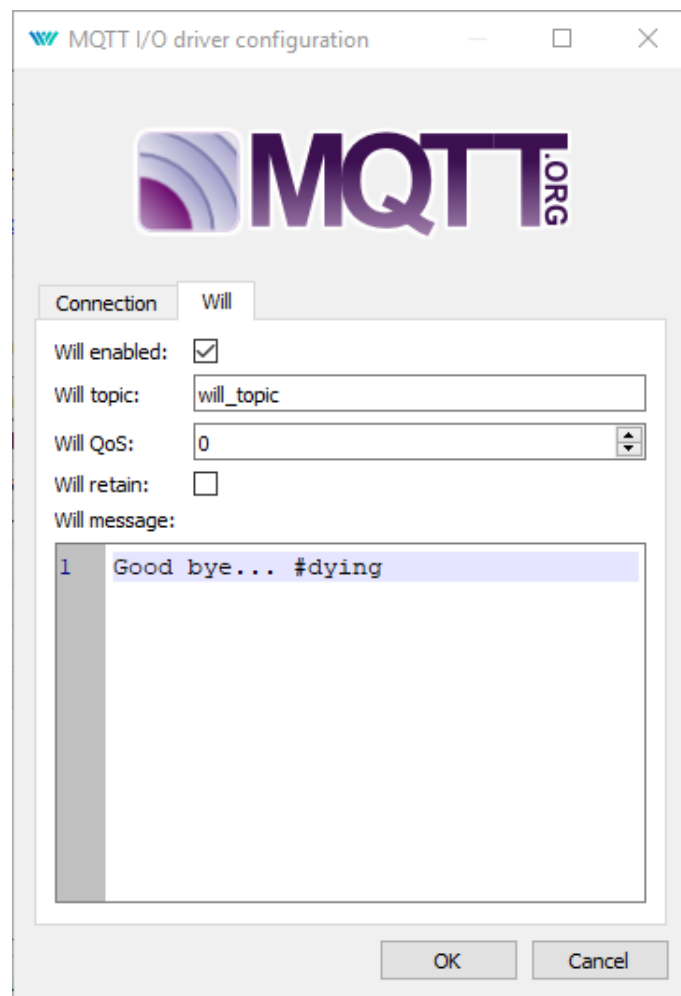 MQTT I/O driver configuration
MQTT.ORG
Connection Will
Will enabled:
Will topic: will_topic
Will QoS: 0
Will retain:
Will message:
1 Good bye... #dying
OK Cancel